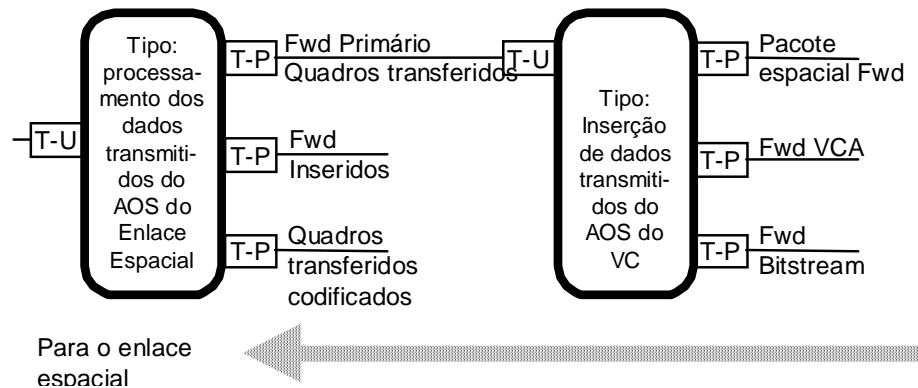 T-U
Tipo:
processa-
mento dos
dados
transmiti-
dos do
AOS do
Enlace
Espacial
T-P
Fwd Primário
Quadros transferidos
T-P
Fwd
Inseridos
T-P
Quadros
transferidos
codificados
T-U
Tipo:
Inserção
de dados
transmiti-
dos do
AOS do
VC
T-P
Pacote
espacial Fwd
T-P
Fwd VCA
T-P
Fwd
Bitstream
Para o enlace
espacial